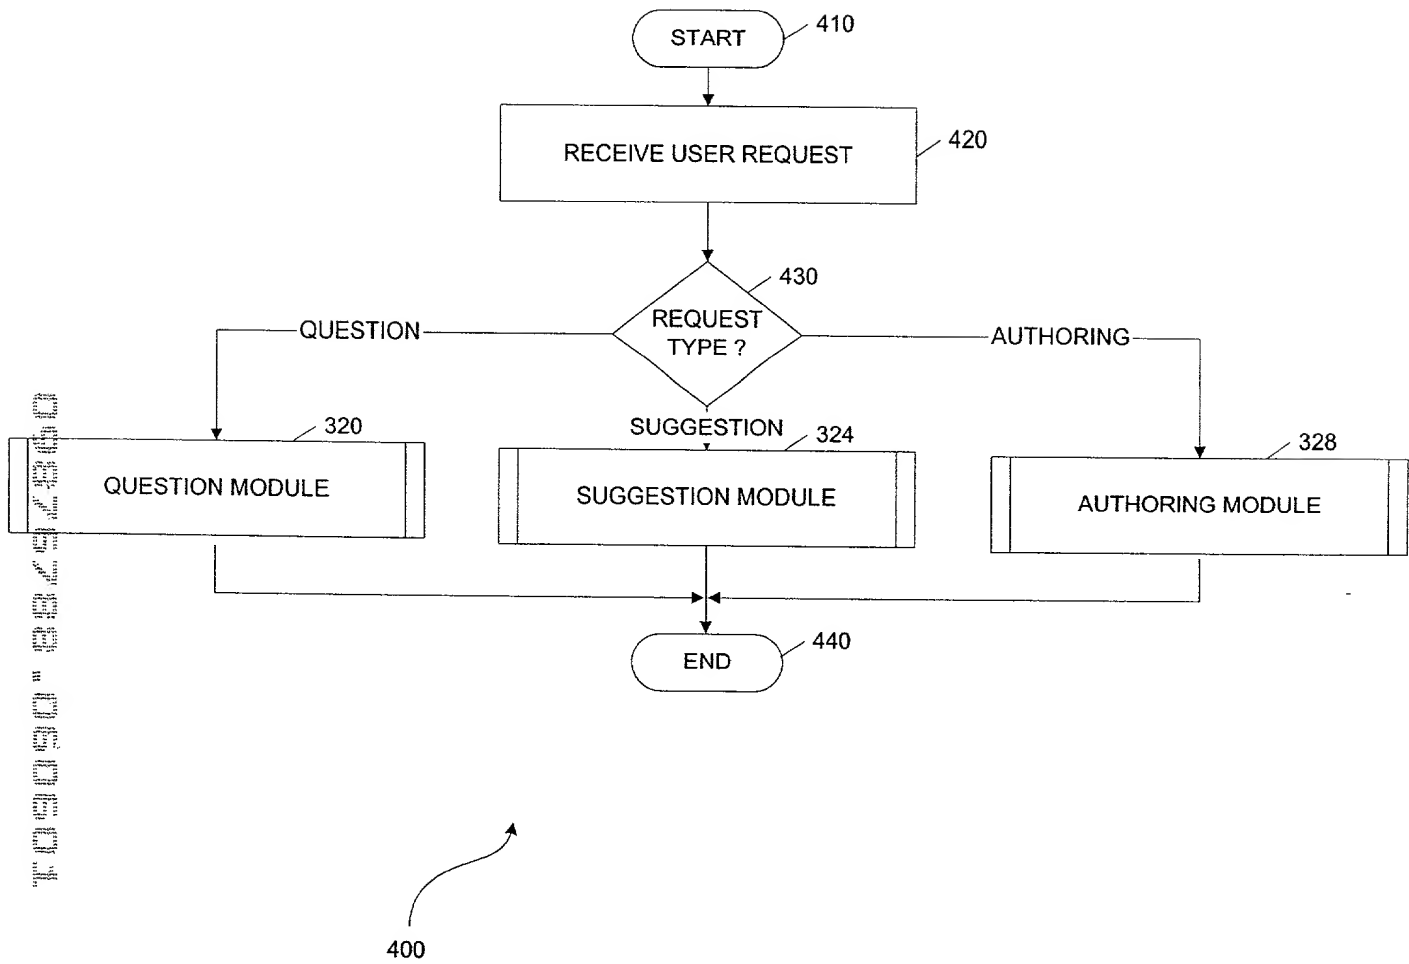 START
410
RECEIVE USER REQUEST
420
430
REQUEST
TYPE ?
QUESTION
AUTHORING
SUGGESTION
320
324
328
QUESTION MODULE
SUGGESTION MODULE
AUTHORING MODULE
END
440
400